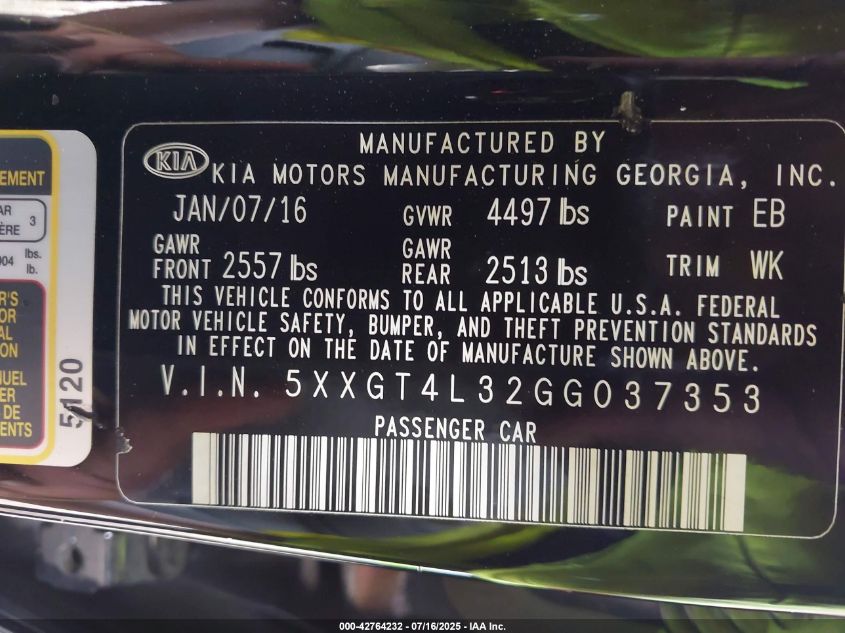 MANUFACTURED BY
KIA KIA MOTORS MANUFACTURING GEORGIA, INC.
JAN/07/16 GVWR 4497 lbs PAINT EB
GAWR FRONT 2557 lbs GAWR REAR 2513 lbs TRIM WK
THIS VEHICLE CONFORMS TO ALL APPLICABLE U.S.A. FEDERAL
MOTOR VEHICLE SAFETY, BUMPER, AND THEFT PREVENTION STANDARDS
IN EFFECT ON THE DATE OF MANUFACTURE SHOWN ABOVE.
V.I.N. 5XXGT4L32GG037353
PASSENGER CAR
3
lbs.
lb.
5120
000-42764232 - 07/16/2025 - IAA Inc.